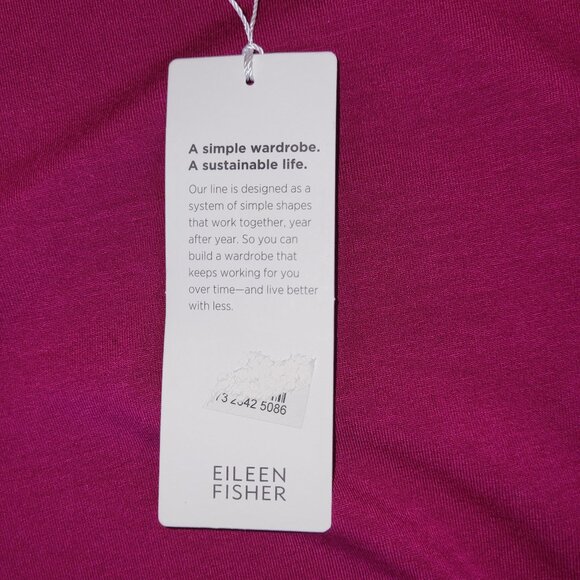 A simple wardrobe.
A sustainable life.
Our line is designed as a
system of simple shapes
that work together, year
after year. So you can
build a wardrobe that
keeps working for you
over time—and live better
with less.
5086
EILEEN
FISHER